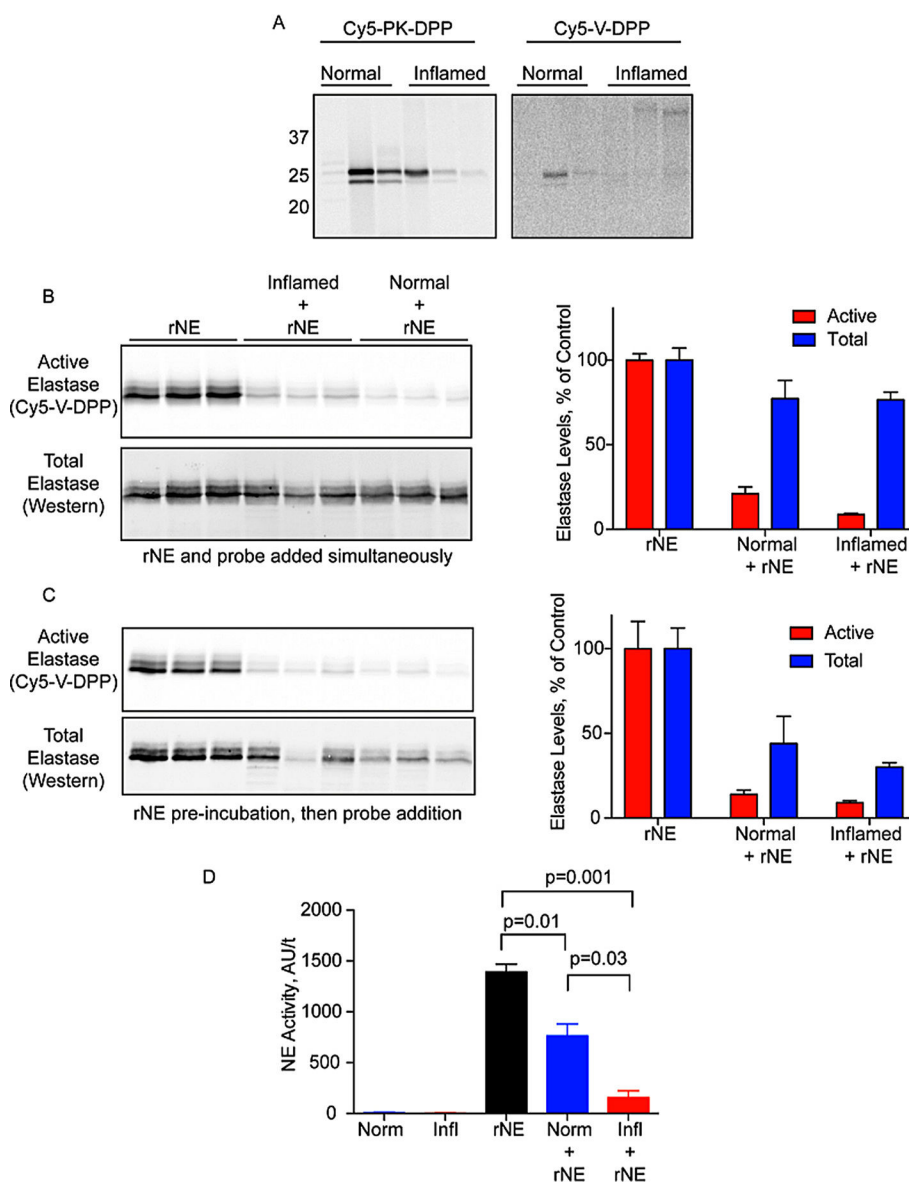 A
Cy5-PK-DPP
Cy5-V-DPP
Normal
Inflamed
Normal
Inflamed
37
25
20
B
rNE
Inflamed
+
rNE
Normal
+
rNE
Active
Elastase
(Cy5-V-DPP)
Total
Elastase
(Western)
rNE and probe added simultaneously
Elastase Levels, % of Control
100
50
0
Active
Total
rNE
Normal
+ rNE
Inflamed
+ rNE
C
Active
Elastase
(Cy5-V-DPP)
Total
Elastase
(Western)
rNE pre-incubation, then probe addition
Elastase Levels, % of Control
100
50
0
Active
Total
rNE
Normal
+ rNE
Inflamed
+ rNE
D
NE Activity, AU/t
2000
1500
1000
500
0
p=0.001
p=0.01
p=0.03
Norm
Infl
rNE
Norm
+
rNE
Infl
+
rNE